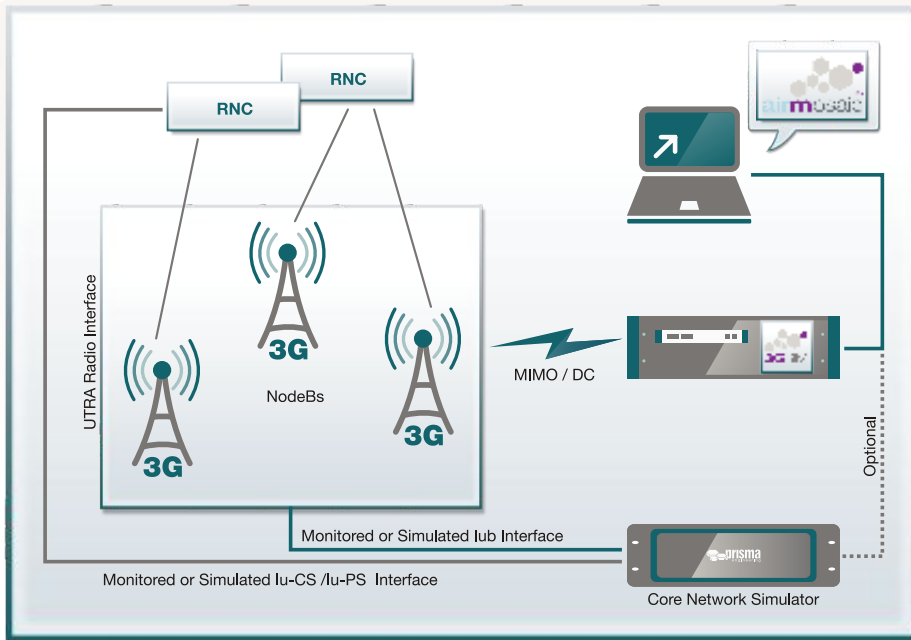 RNC
RNC
airmosaic
UTRA Radio Interface
3G
NodeBs
3G
3G
MIMO / DC
3G
Optional
Monitored or Simulated Iub Interface
Monitored or Simulated Iu-CS /Iu-PS Interface
prisma
Core Network Simulator